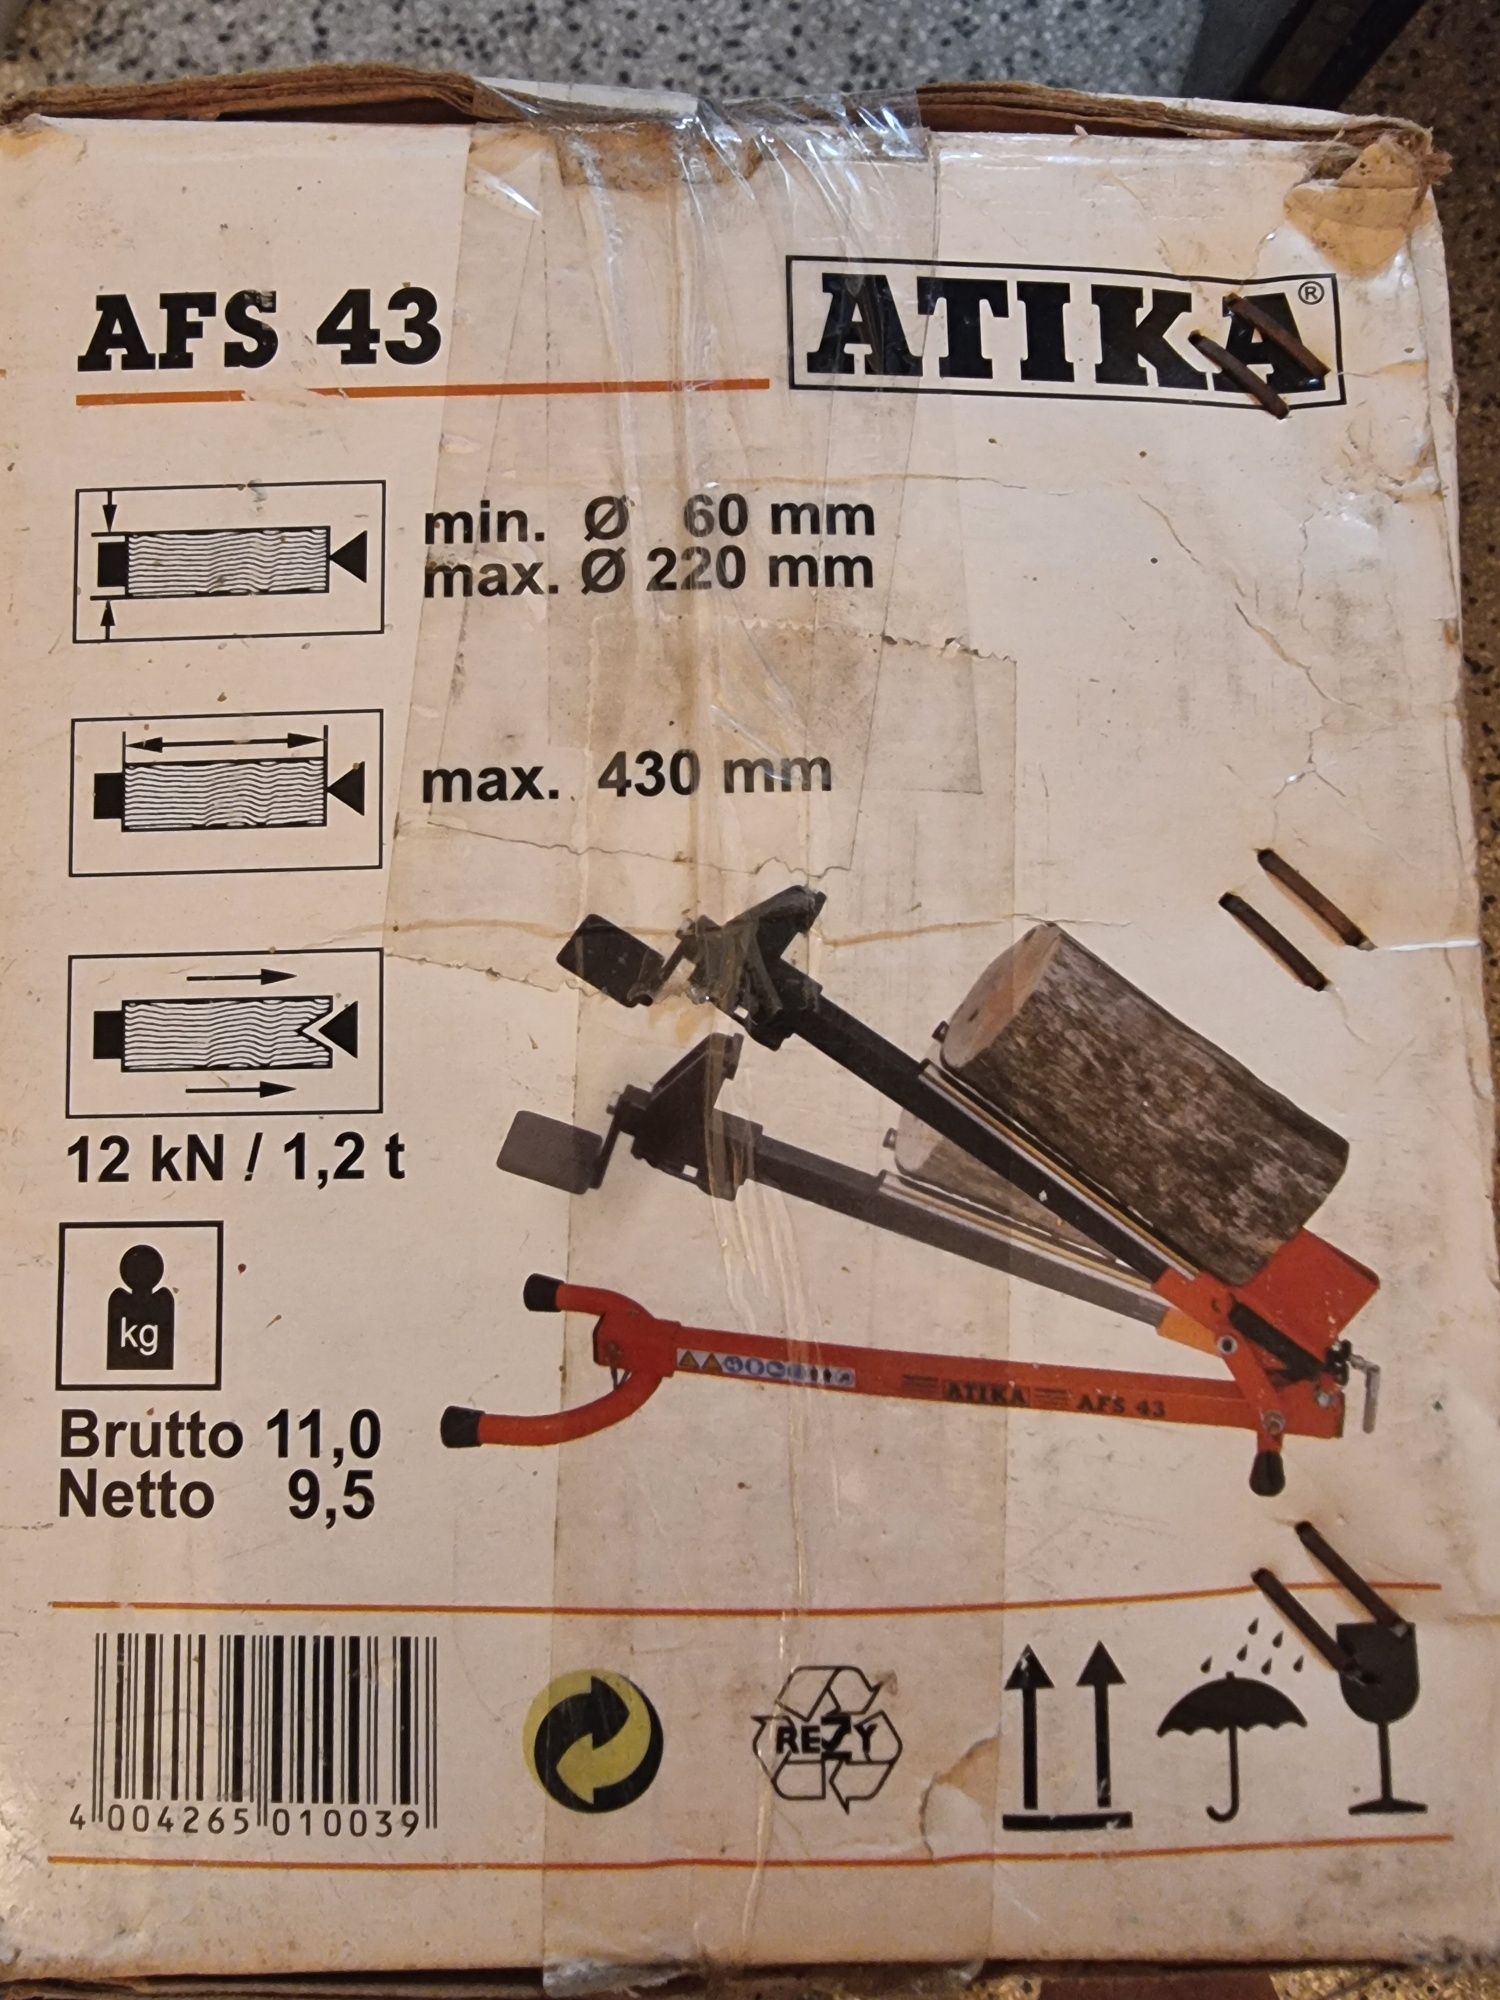 AFS 43
ATIKA®
min. Ø 60 mm
max. Ø 220 mm
max. 430 mm
12 kN / 1,2 t
kg
Brutto 11,0
Netto 9,5
ATIKA AFS 43
4 004265 010039
RESY